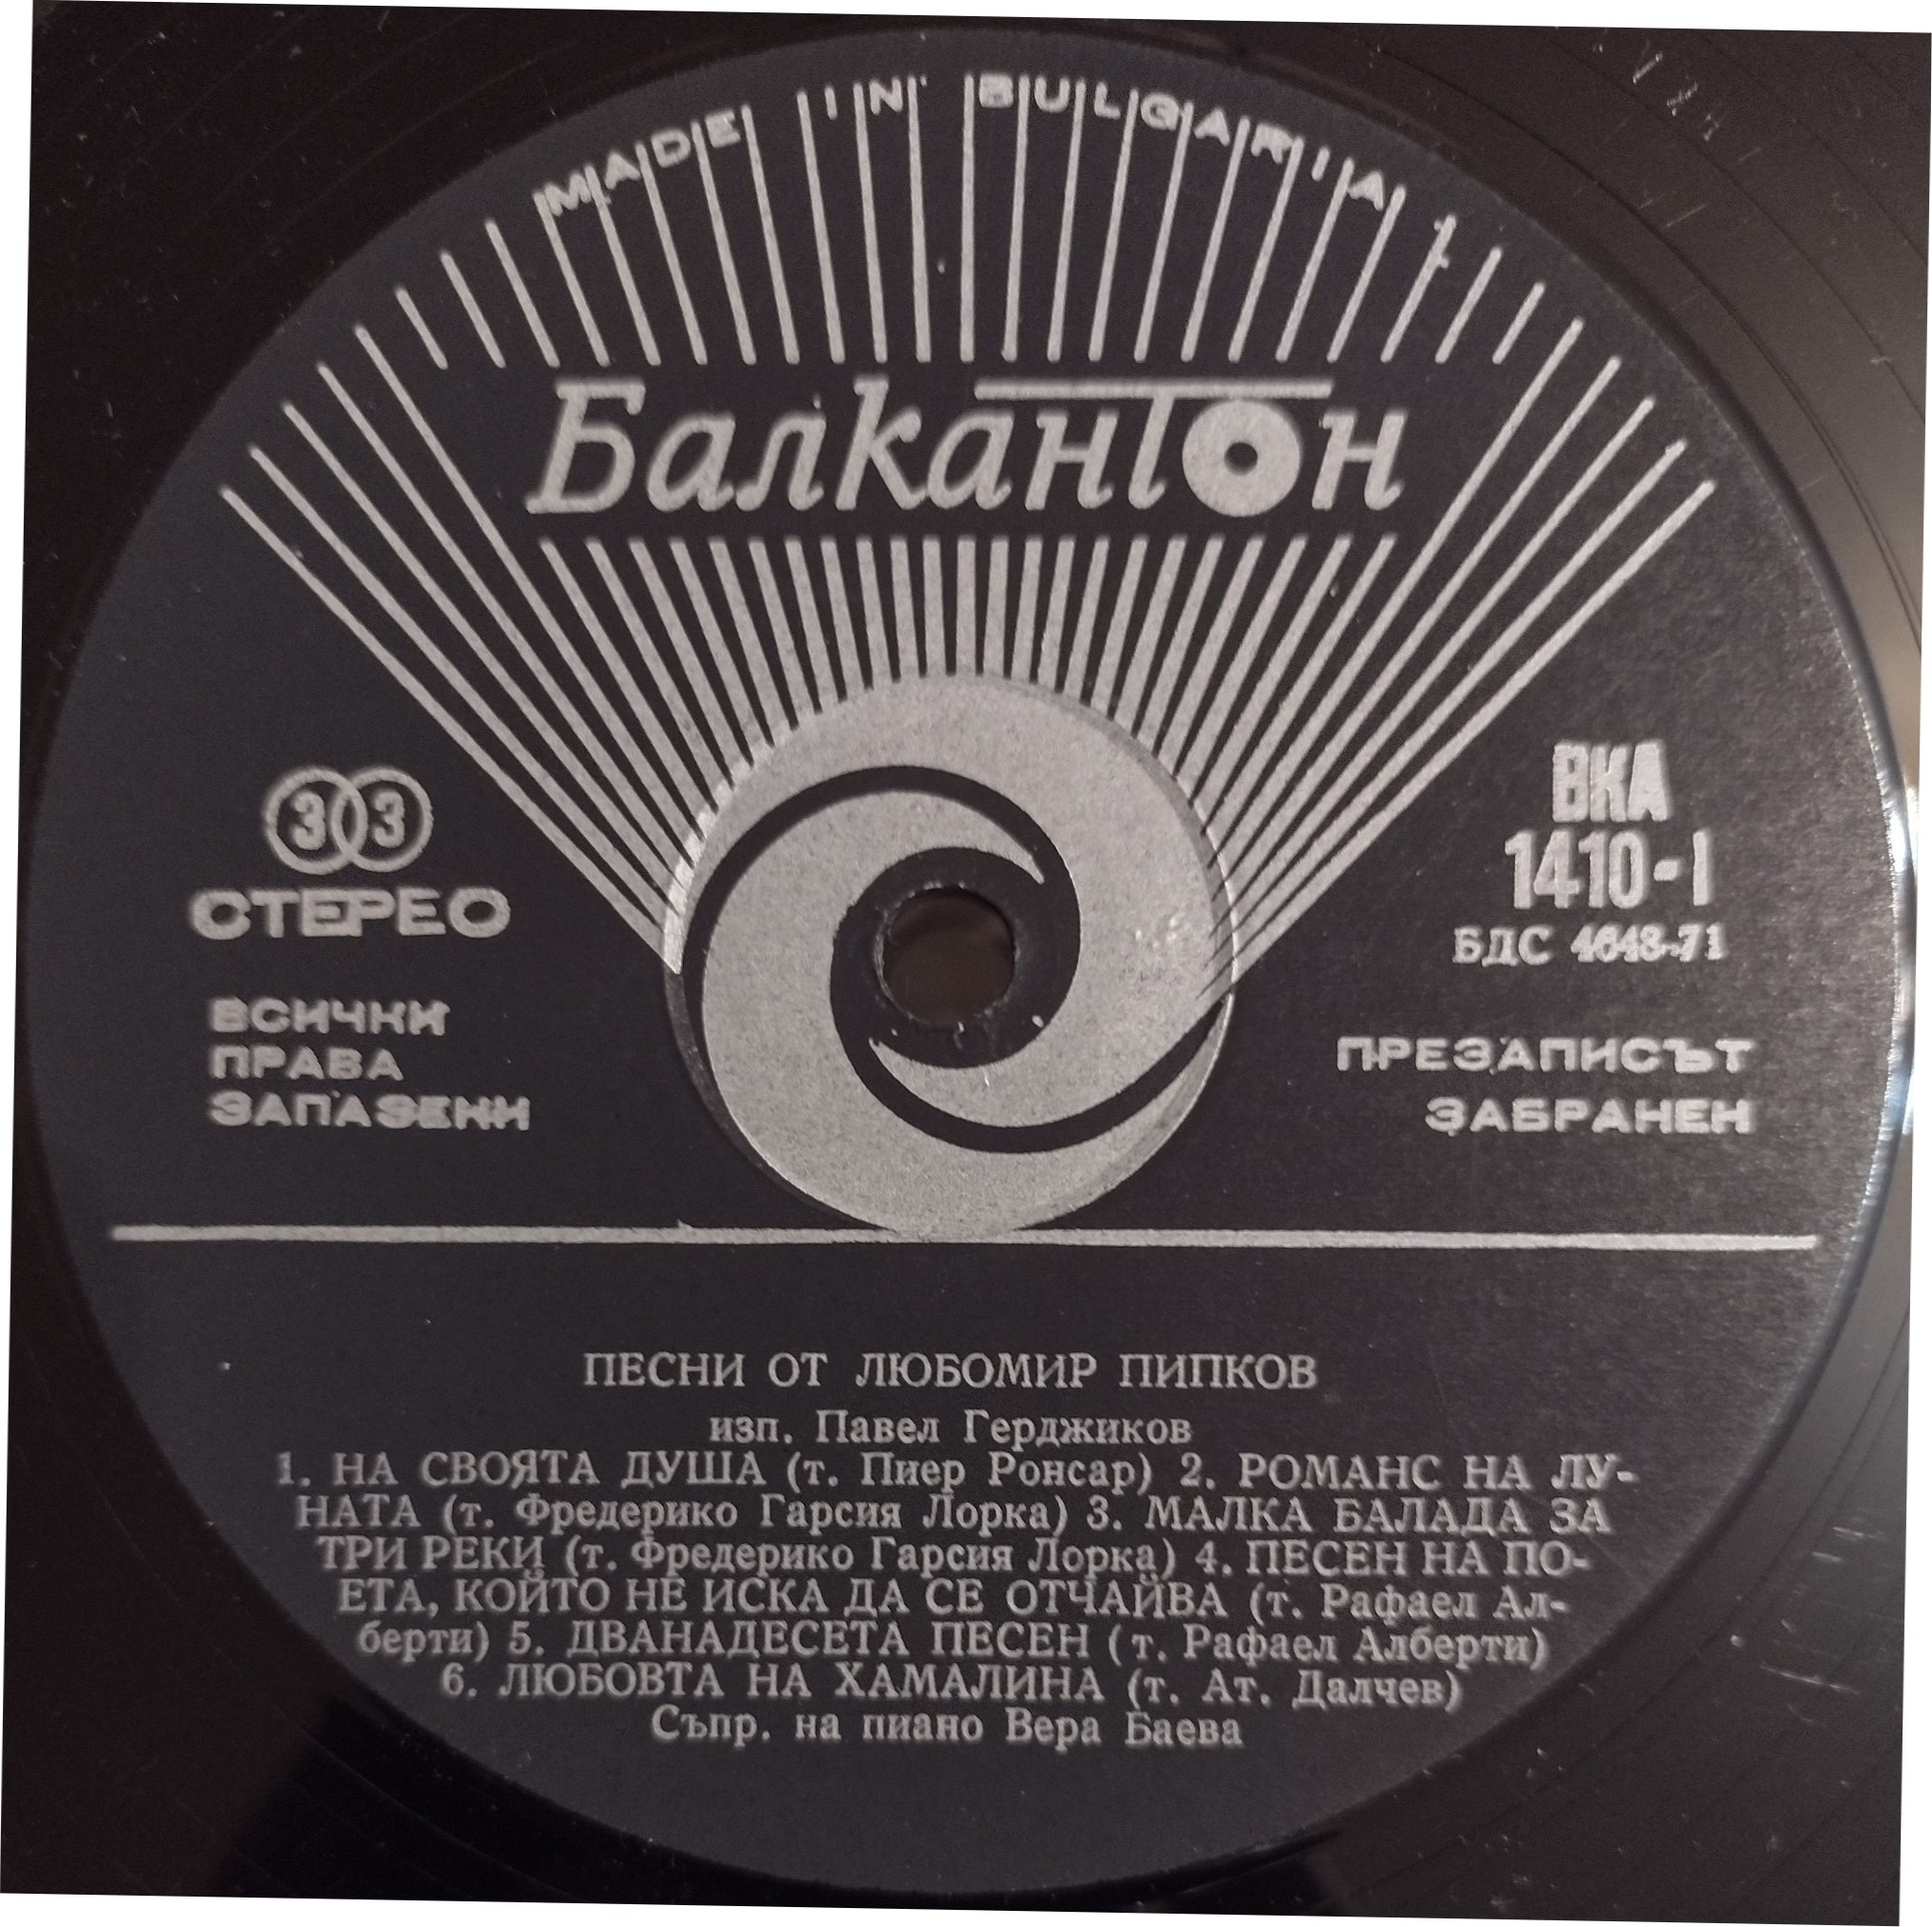 MADE IN BULGARIA
Балкантон
33
СТЕРЕО
ВКА
1410-I
БДС 4648-71
ВСИЧКИ
ПРАВА
ЗАПАЗЕНИ
ПРЕЗАПИСЪТ
ЗАБРАНЕН
ПЕСНИ ОТ ЛЮБОМИР ПИПКОВ
изп. Павел Герджиков
1. НА СВОЯТА ДУША (т. Пиер Ронсар) 2. РОМАНС НА ЛУ-
НАТА (т. Фредерико Гарсия Лорка) 3. МАЛКА БАЛАДА ЗА
ТРИ РЕКИ (т. Фредерико Гарсия Лорка) 4. ПЕСЕН НА ПО-
ЕТА, КОЙТО НЕ ИСКА ДА СЕ ОТЧАЙВА (т. Рафаел Ал-
берти) 5. ДВАНАДЕСЕТА ПЕСЕН (т. Рафаел Алберти)
6. ЛЮБОВТА НА ХАМАЛИНА (т. Ат. Далчев)
Съпр. на пиано Вера Баева